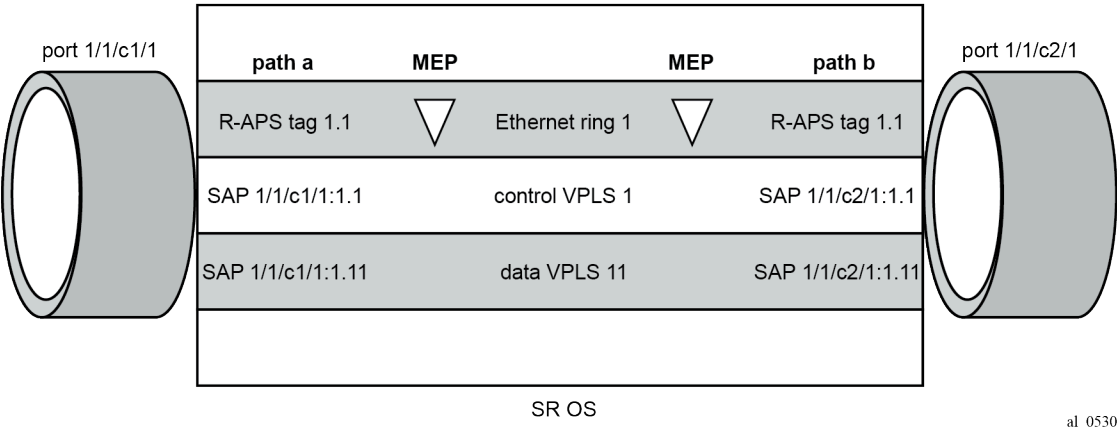 port 1/1/c1/1
port 1/1/c2/1
path a MEP MEP path b
R-APS tag 1.1 Ethernet ring 1 R-APS tag 1.1
SAP 1/1/c1/1:1.1 control VPLS 1 SAP 1/1/c2/1:1.1
SAP 1/1/c1/1:1.11 data VPLS 11 SAP 1/1/c2/1:1.11
SR OS
al_0530